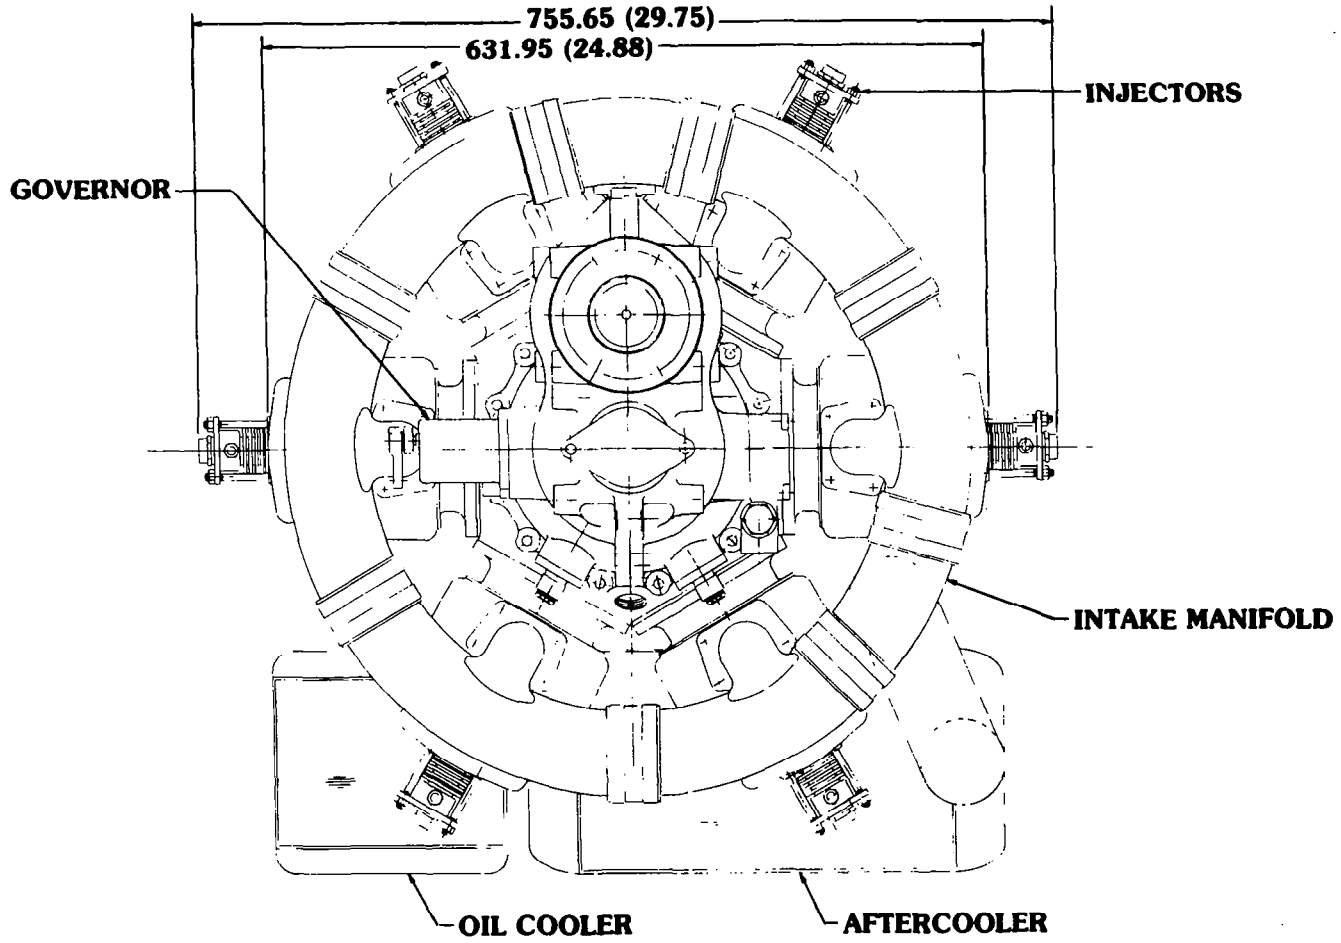 755.65 (29.75)
631.95 (24.88)
INJECTORS
GOVERNOR
INTAKE MANIFOLD
OIL COOLER
AFTERCOOLER